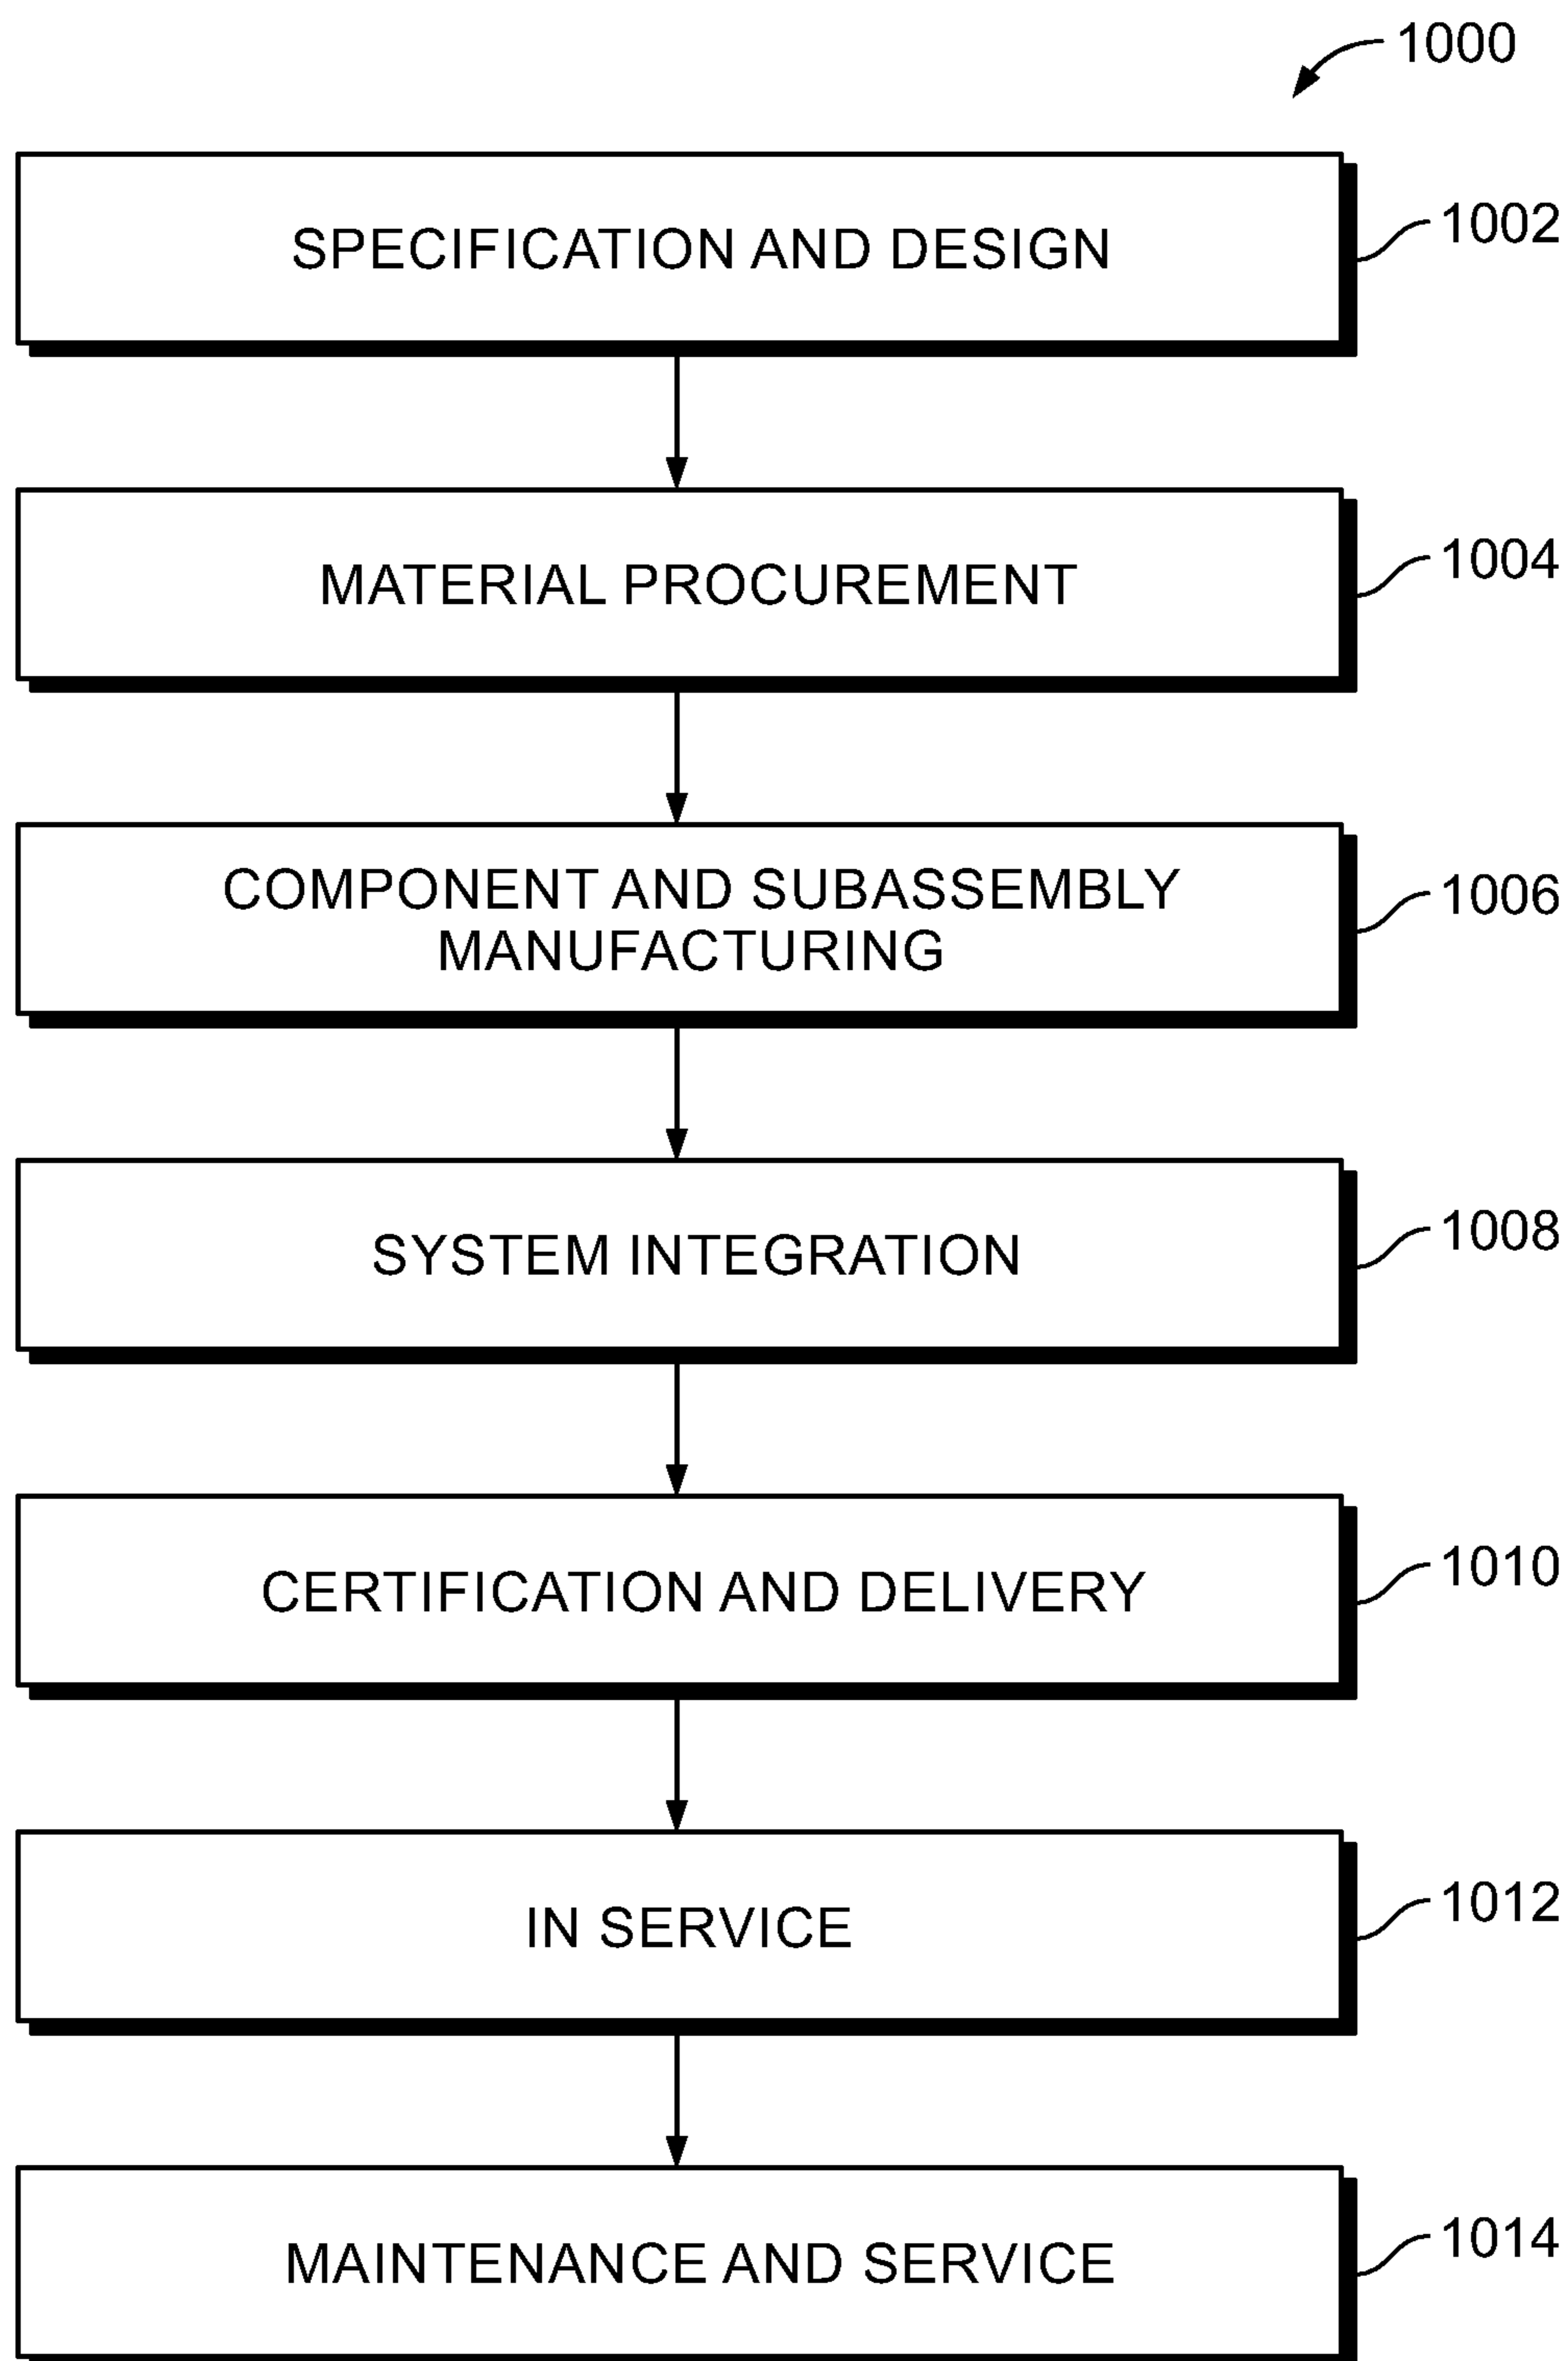 1000
SPECIFICATION AND DESIGN
1002
MATERIAL PROCUREMENT
1004
COMPONENT AND SUBASSEMBLY
MANUFACTURING
1006
SYSTEM INTEGRATION
1008
CERTIFICATION AND DELIVERY
1010
IN SERVICE
1012
MAINTENANCE AND SERVICE
1014